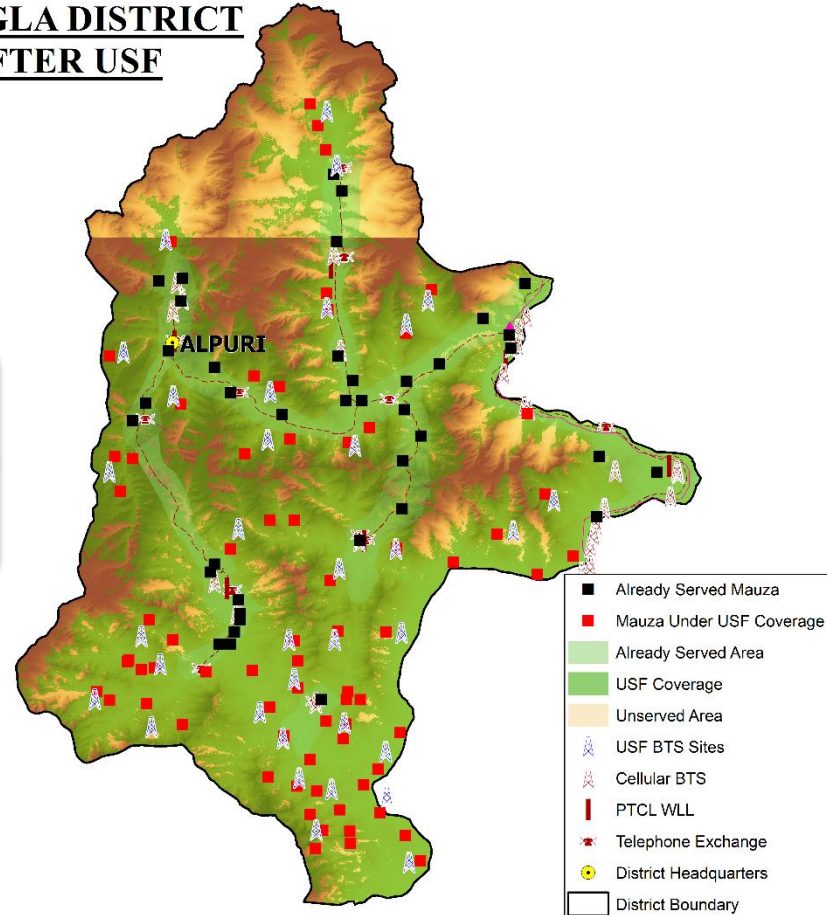 GLA DISTRICT
FTER USF
ALPURI
Already Served Mauza
Mauza Under USF Coverage
Already Served Area
USF Coverage
Unserved Area
USF BTS Sites
Cellular BTS
PTCL WLL
Telephone Exchange
District Headquarters
District Boundary